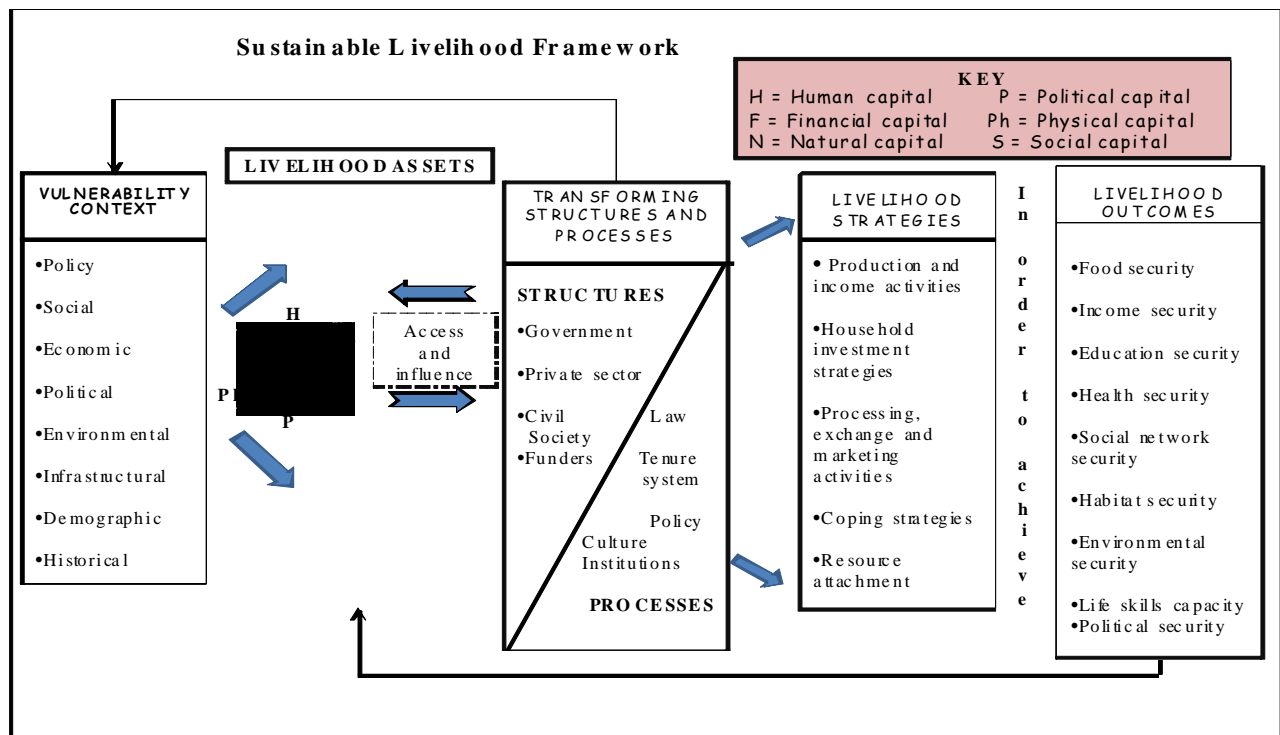 Sustainable Livelihood Framework
KEY
H = Human capital P = Political capital
F = Financial capital Ph = Physical capital
N = Natural capital S = Social capital
LIVELIHOOD ASSETS
VULNERABILITY
CONTEXT
•Policy
•Social
•Economic
•Political
•Environmental
•Infrastructural
•Demographic
•Historical
H
P
Access
and
influence
TRANSFORMING
STRUCTURES AND
PROCESSES
STRUCTURES
•Government
•Private sector
•Civil
Society
•Funders
Law
Tenure
system
Policy
Culture
Institutions
PROCESSES
LIVELIHOOD
STRATEGIES
• Production and
income activities
•Household
investment
strategies
•Processing,
exchange and
marketing
activities
•Coping strategies
•Resource
attachment
In order to achieve
LIVELIHOOD
OUTCOMES
•Food security
•Income security
•Education security
•Health security
•Social network
security
•Habitat security
•Environmental
security
•Life skills capacity
•Political security